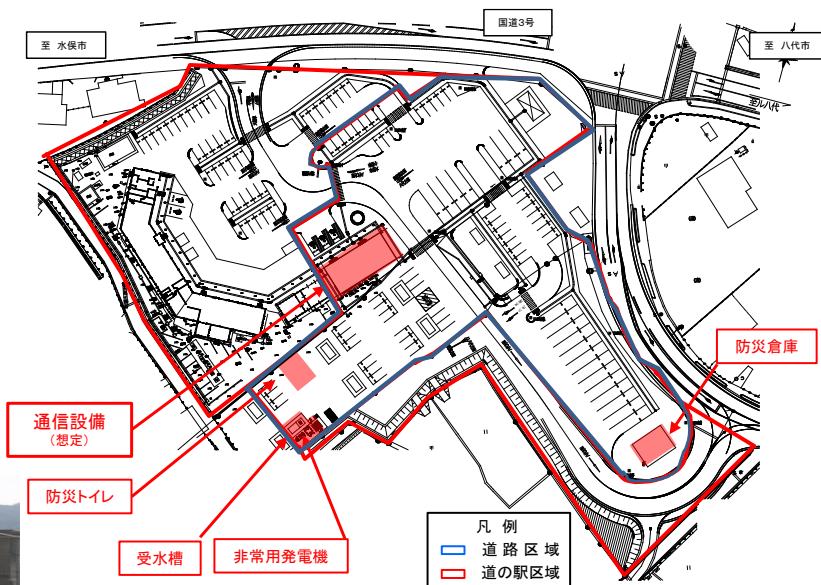 国道3号
至 水俣市
至 八代市
至ル八代
防災倉庫
通信設備
(想定)
防災トイレ
受水槽
非常用発電機
凡 例
道 路 区 域
道の駅区域